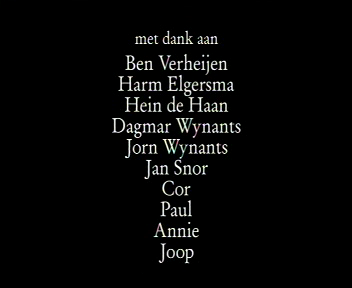 met dank aan
Ben Verheijen
Harm Elgersma
Hein de Haan
Dagmar Wynants
Jorn Wynants
Jan Snor
Cor
Paul
Annie
Joop